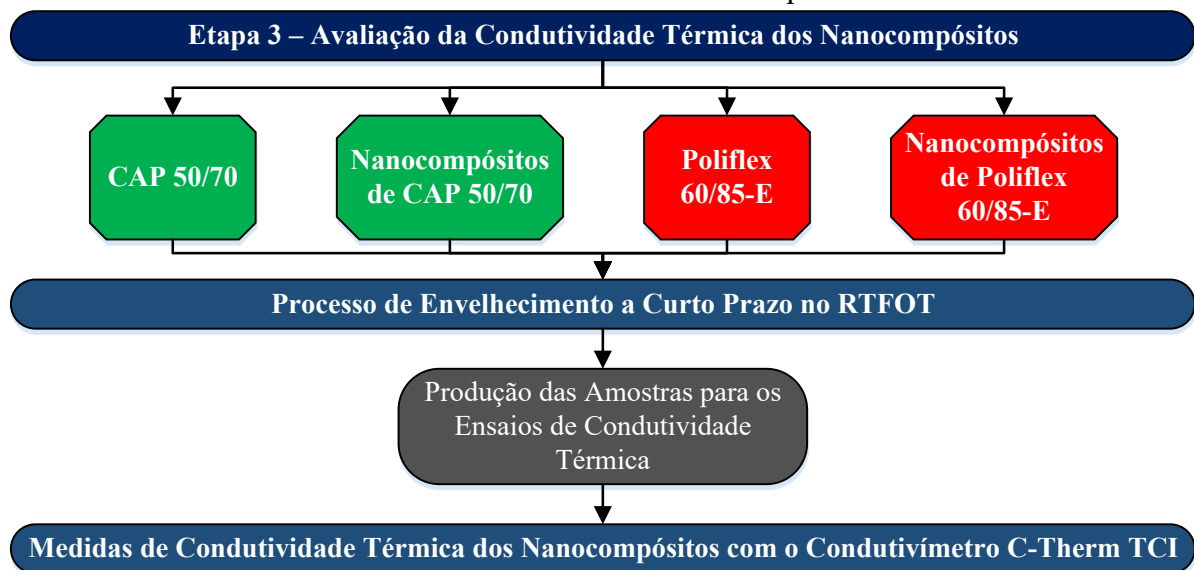 Etapa 3 – Avaliação da Condutividade Térmica dos Nanocompósitos
CAP 50/70
Nanocompósitos
de CAP 50/70
Poliflex
60/85-E
Nanocompósitos
de Poliflex
60/85-E
Processo de Envelhecimento a Curto Prazo no RTFOT
Produção das Amostras para os
Ensaios de Condutividade
Térmica
Medidas de Condutividade Térmica dos Nanocompósitos com o Condutivímetro C-Therm TCI